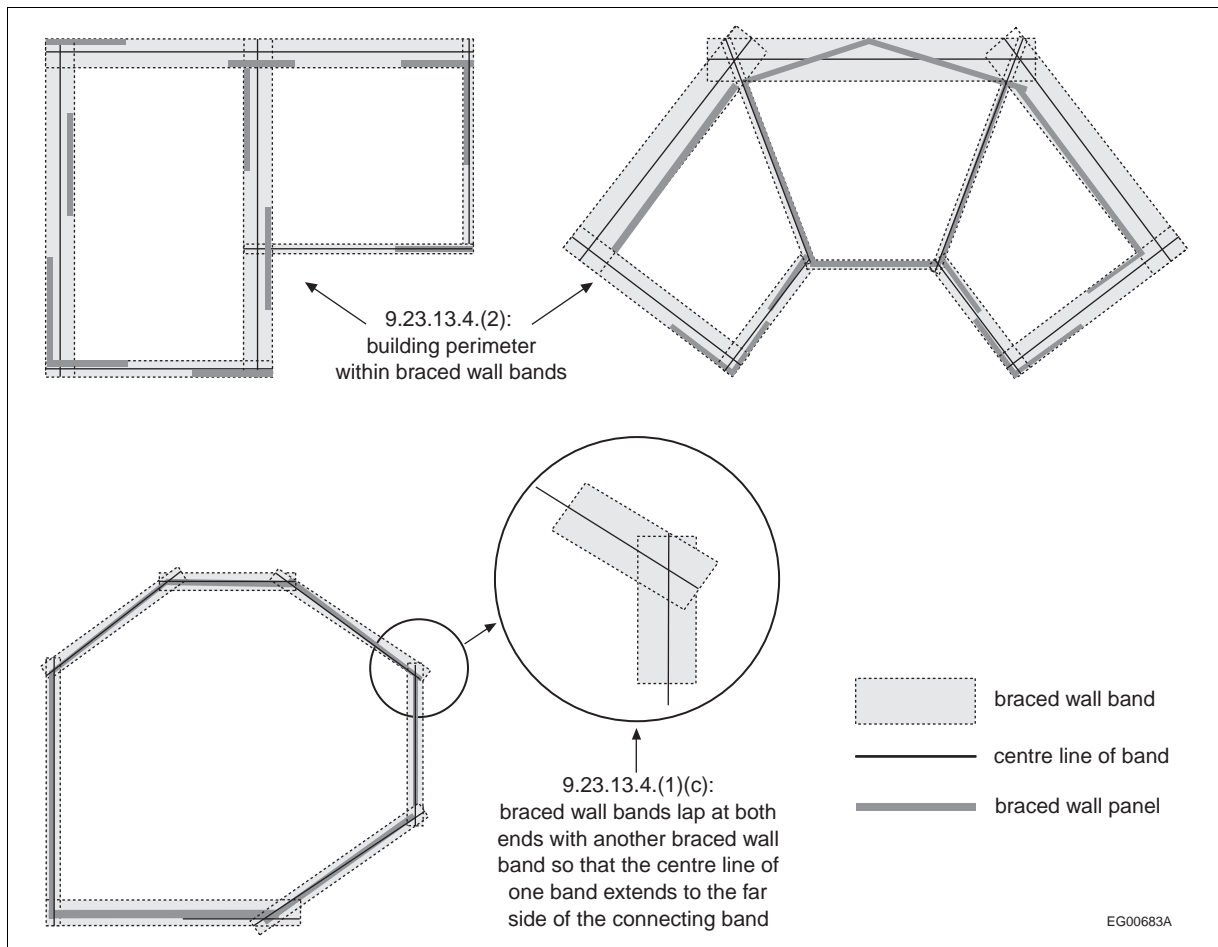 9.23.13.4.(2):
building perimeter
within braced wall bands
9.23.13.4.(1)(c):
braced wall bands lap at both
ends with another braced wall
band so that the centre line of
one band extends to the far
side of the connecting band
braced wall band
centre line of band
braced wall panel
EG00683A